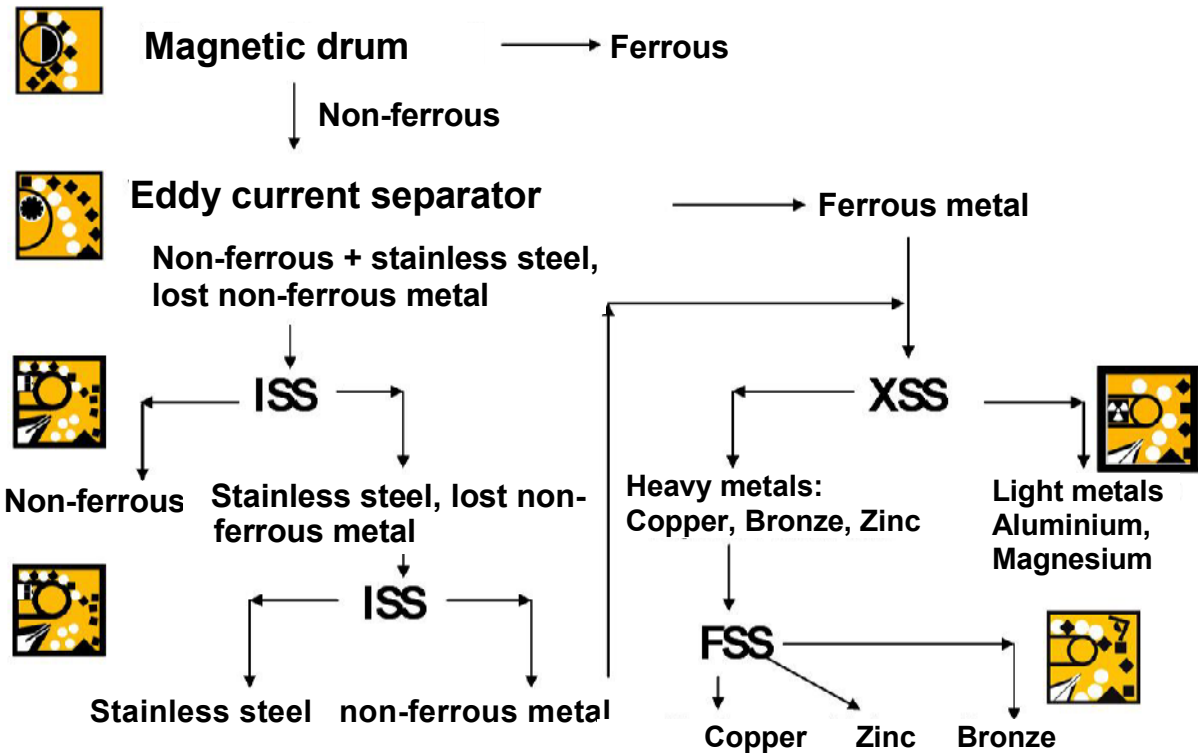 Magnetic drum
Ferrous
Non-ferrous
Eddy current separator
Ferrous metal
Non-ferrous + stainless steel,
lost non-ferrous metal
ISS
XSS
Non-ferrous
Stainless steel, lost non-
ferrous metal
Heavy metals:
Copper, Bronze, Zinc
Light metals
Aluminium,
Magnesium
ISS
FSS
Stainless steel
non-ferrous metal
Copper
Zinc
Bronze